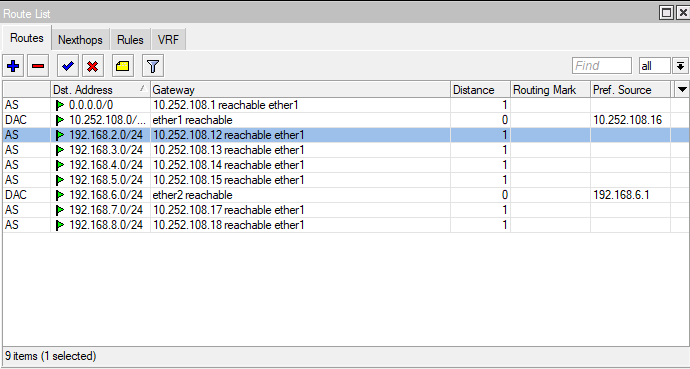 Route List
Routes Nexthops Rules VRF
Find all
Dst. Address Gateway Distance Routing Mark Pref. Source
AS 0.0.0.0/0 10.252.108.1 reachable ether1 1
DAC 10.252.108.0/... ether1 reachable 0 10.252.108.16
AS 192.168.2.0/24 10.252.108.12 reachable ether1 1
AS 192.168.3.0/24 10.252.108.13 reachable ether1 1
AS 192.168.4.0/24 10.252.108.14 reachable ether1 1
AS 192.168.5.0/24 10.252.108.15 reachable ether1 1
DAC 192.168.6.0/24 ether2 reachable 0 192.168.6.1
AS 192.168.7.0/24 10.252.108.17 reachable ether1 1
AS 192.168.8.0/24 10.252.108.18 reachable ether1 1
9 items (1 selected)